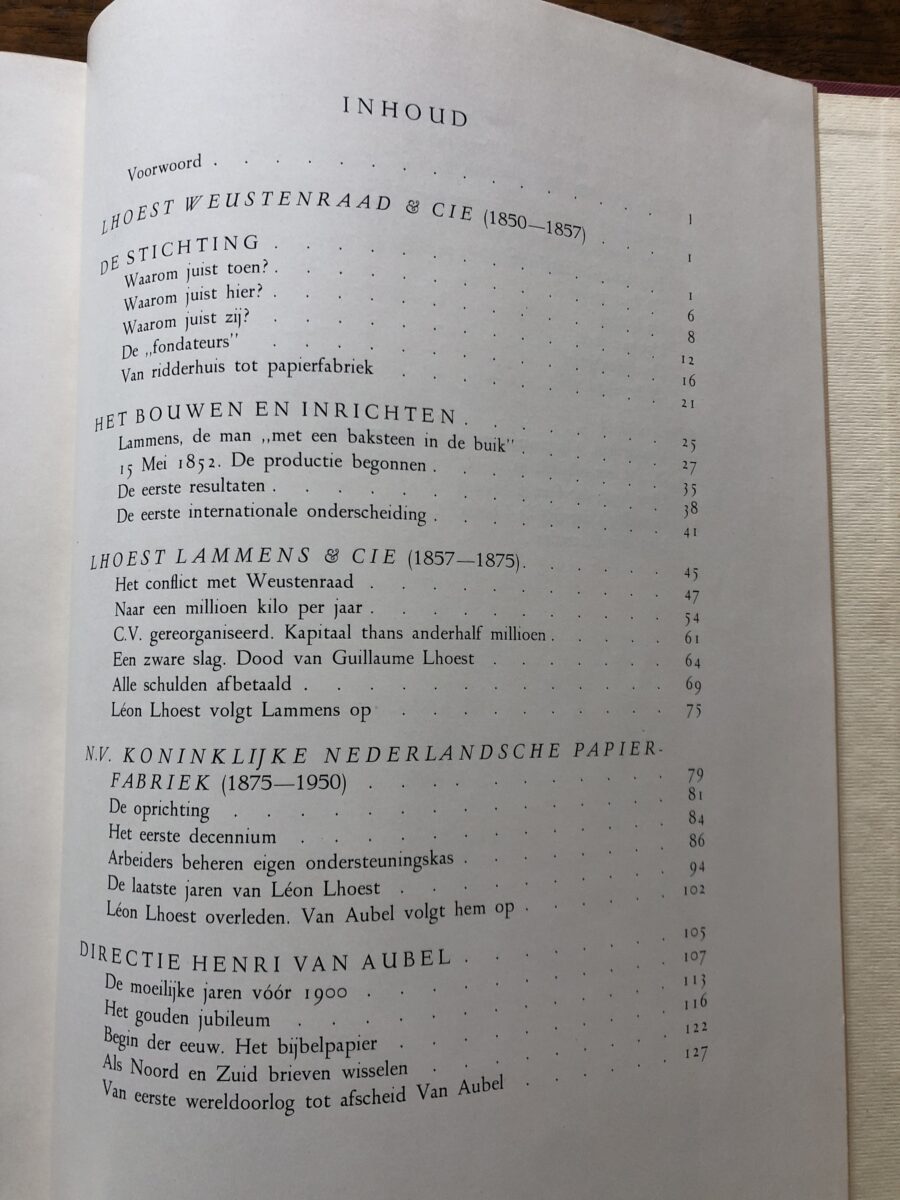 INHOUD
Voorwoord . . . . . . . . . . . . . . 1
LHOEST WEUSTENRAAD & CIE (1850—1857) . . . 1
DE STICHTING . . . . . . . . . . . . 1
Waarom juist toen? . . . . . . . . . . . . 6
Waarom juist hier? . . . . . . . . . . . . 8
Waarom juist zij? . . . . . . . . . . . . 12
De „fondateurs” . . . . . . . . . . . . 16
Van ridderhuis tot papierfabriek . . . . . . . . 21
HET BOUWEN EN INRICHTEN . . . . . . . 25
Lammens, de man „met een baksteen in de buik” . . . . . 27
15 Mei 1852. De productie begonnen . . . . . . . 35
De eerste resultaten . . . . . . . . . . . . 38
De eerste internationale onderscheiding . . . . . . . 41
LHOEST LAMMENS & CIE (1857—1875) . . . . . 45
Het conflict met Weustenraad . . . . . . . . . 47
Naar een millioen kilo per jaar . . . . . . . . . 54
C.V. gereorganiseerd. Kapitaal thans anderhalf millioen . . . . 61
Een zware slag. Dood van Guillaume Lhoest . . . . . . 64
Alle schulden afbetaald . . . . . . . . . . . 69
Léon Lhoest volgt Lammens op . . . . . . . . 75
N.V. KONINKLIJKE NEDERLANDSCHE PAPIER-
FABRIEK (1875—1950) . . . . . . . . . 79
De oprichting . . . . . . . . . . . . . 81
Het eerste decennium . . . . . . . . . . . 84
Arbeiders beheren eigen ondersteuningskas . . . . . . . 86
De laatste jaren van Léon Lhoest . . . . . . . . 94
Léon Lhoest overleden. Van Aubel volgt hem op . . . . . 102
DIRECTIE HENRI VAN AUBEL . . . . . . . 105
De moeilijke jaren vóór 1900 . . . . . . . . . 107
Het gouden jubileum . . . . . . . . . . . 113
Begin der eeuw. Het bijbelpapier . . . . . . . . 116
Als Noord en Zuid brieven wisselen . . . . . . . 122
Van eerste wereldoorlog tot afscheid Van Aubel . . . . . 127